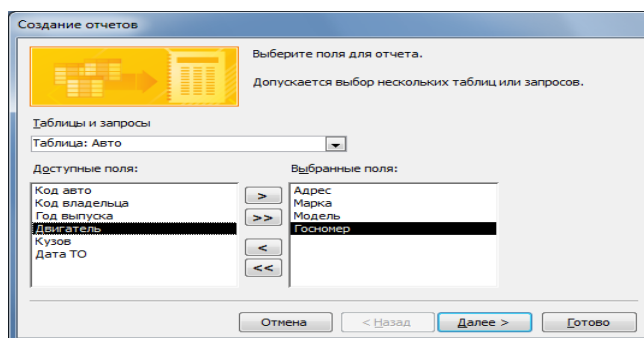 Создание отчетов
Выберите поля для отчета.
Допускается выбор нескольких таблиц или запросов.
Таблицы и запросы
Таблица: Авто
Доступные поля:
Код авто
Код владельца
Год выпуска
Двигатель
Кузов
Дата ТО
>
>>
<
<<
Выбранные поля:
Адрес
Марка
Модель
Госномер
Отмена
< Назад
Далее >
Готово